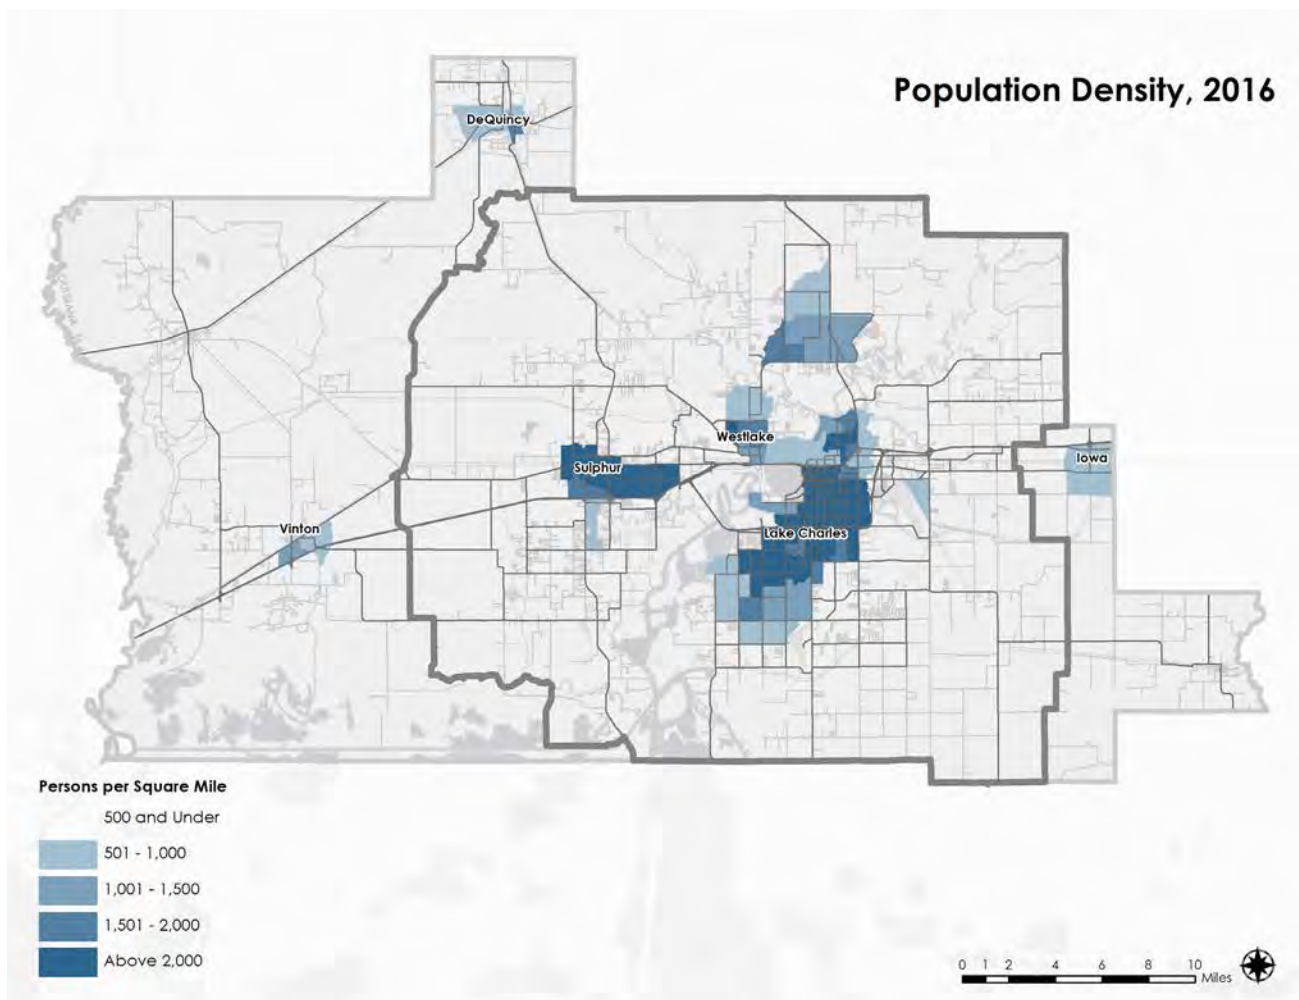 Population Density, 2016
DeQuincy
Westlake
Iowa
Sulphur
Vinton
Lake Charles
Persons per Square Mile
500 and Under
501 - 1,000
1,001 - 1,500
1,501 - 2,000
Above 2,000
0 1 2 4 6 8 10
Miles